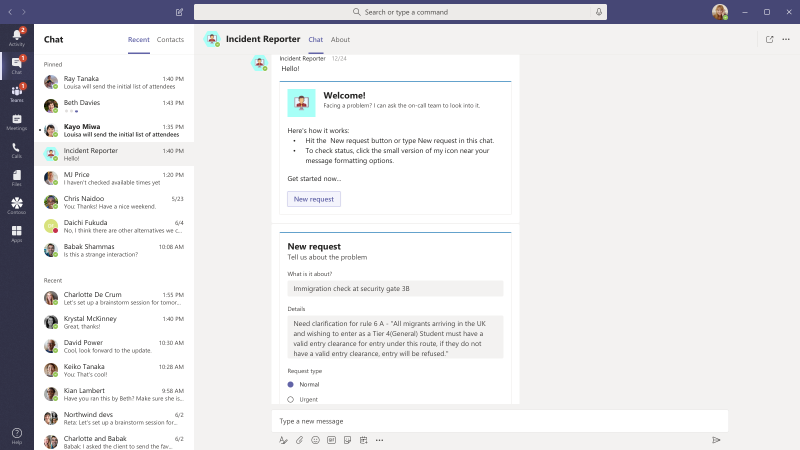 Search or type a command
2
Activity
1
Chat
1
Teams
Meetings
Calls
Files
Contoso
Apps
Help
Chat
Recent
Contacts
Pinned
Ray Tanaka 1:40 PM
Louisa will send the initial list of attendees
Beth Davies 1:43 PM
Kayo Miwa 1:35 PM
Louisa will send the initial list of attendees
Incident Reporter 1:40 PM
Hello!
MJ Price 1:20 PM
I haven't checked available times yet
Chris Naidoo 5/23
You: Thanks! Have a nice weekend.
Daichi Fukuda 6/4
No, I think there are other alternatives we c...
Babak Shammas 10:08 AM
Is this a strange interaction?
Recent
Charlotte De Crum 1:55 PM
Let's set up a brainstorm session for tomor...
Krystal McKinney 1:40 PM
Great, thanks!
David Power 10:30 AM
Cool, look forward to the update.
Keiko Tanaka 10:28 AM
You: That's cool!
Kian Lambert 9:58 AM
Have you ran this by Beth? Make sure she is...
Northwind devs 6/2
Reta: Let's set up a brainstorm session for...
Charlotte and Babak 6/2
Babak: I asked the client to send the fav...
Incident Reporter
Chat
About
Incident Reporter 12/24
Hello!
Welcome!
Facing a problem? I can ask the on-call team to look into it.
Here's how it works:
• Hit the New request button or type New request in this chat.
• To check status, click the small version of my icon near your
message formatting options.
Get started now...
New request
New request
Tell us about the problem
What is it about?
Immigration check at security gate 3B
Details
Need clarification for rule 6 A - "All migrants arriving in the UK
and wishing to enter as a Tier 4(General) Student must have a
valid entry clearance for entry under this route, if they do not
have a valid entry clearance, entry will be refused."
Request type
Normal
Urgent
Type a new message